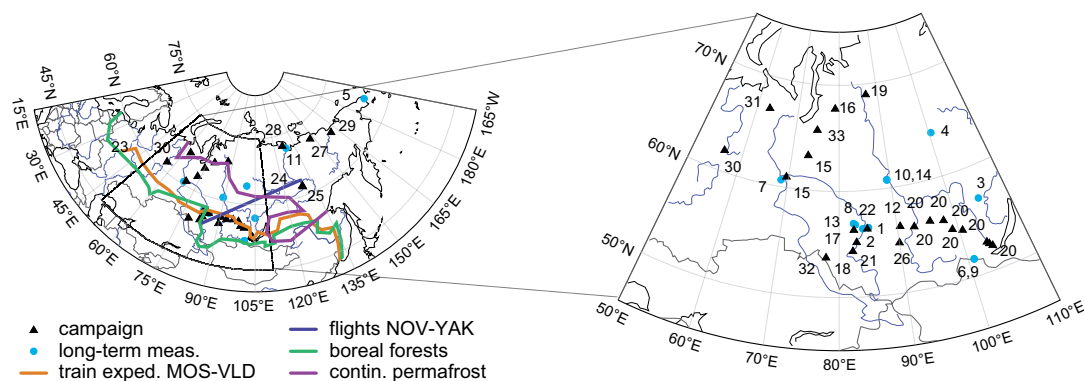 75°N
60°N
45°N
15°E
30°E
45°E
60°E
75°E
90°E
105°E
120°E
135°E
150°E
165°E
180°E
165°W
5
28
29
27
11
23
30
24
25
campaign
long-term meas.
train exped. MOS-VLD
flights NOV-YAK
boreal forests
contin. permafrost
70°N
60°N
50°N
50°E
60°E
70°E
80°E
90°E
100°E
110°E
31
16
19
33
4
30
15
7
15
10,14
3
8
22
12
20
20
20
13
1
17
2
20
20
20
32
18
21
26
6,9